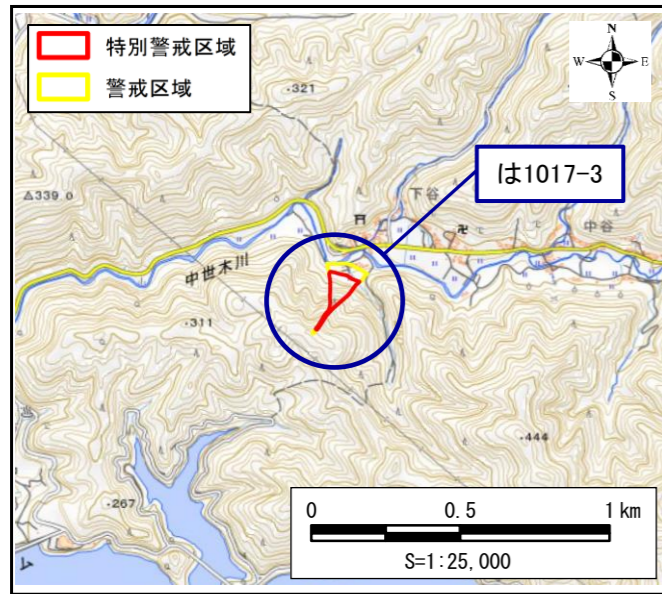 特別警戒区域
警戒区域
N
W E
S
・321
は1017-3
下谷
中谷
△339.0
中世木川
・311
・444
・267
ム
0 0.5 1 km
S=1:25,000